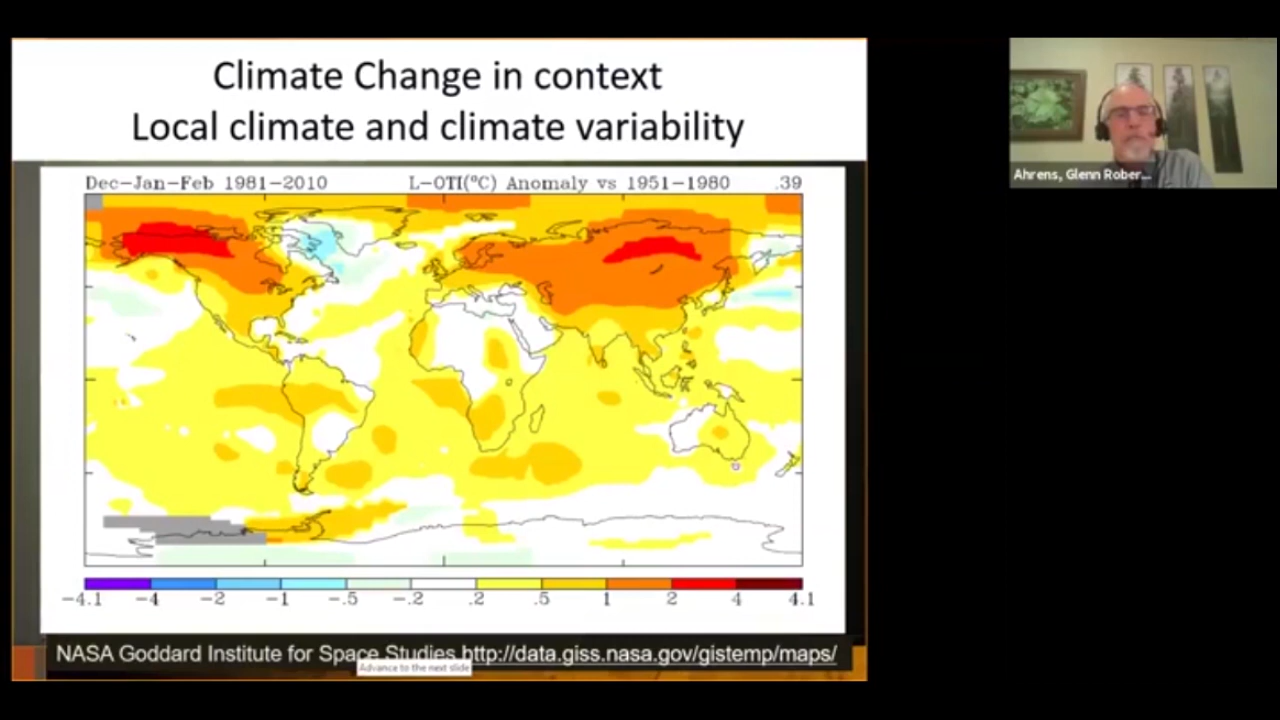 Climate Change in context
Local climate and climate variability
Dec-Jan-Feb 1981-2010 L-OTI(°C) Anomaly vs 1951-1980 .39
-4.1 -4 -2 -1 -.5 -.2 .2 .5 1 2 4 4.1
NASA Goddard Institute for Space Studies http://data.giss.nasa.gov/gistemp/maps/
Advance to the next slide
Ahrens, Glenn Rober...